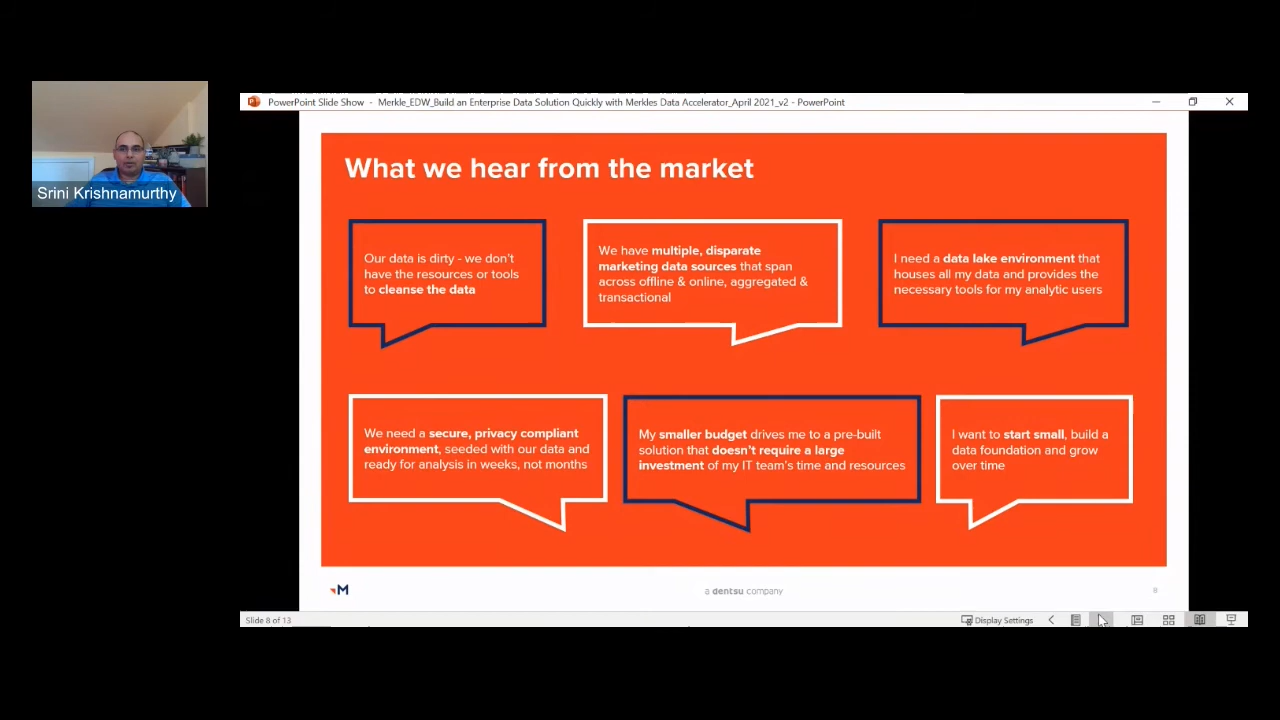 PowerPoint Slide Show - Merkle_EDW_Build an Enterprise Data Solution Quickly with Merkles Data Accelerator_April 2021_v2 - PowerPoint
Srini Krishnamurthy
What we hear from the market
Our data is dirty - we don't
have the resources or tools
to cleanse the data
We have multiple, disparate
marketing data sources that span
across offline & online, aggregated &
transactional
I need a data lake environment that
houses all my data and provides the
necessary tools for my analytic users
We need a secure, privacy compliant
environment, seeded with our data and
ready for analysis in weeks, not months
My smaller budget drives me to a pre-built
solution that doesn't require a large
investment of my IT team's time and resources
I want to start small, build a
data foundation and grow
over time
M
a dentsu company
8
Slide 8 of 13
Display Settings